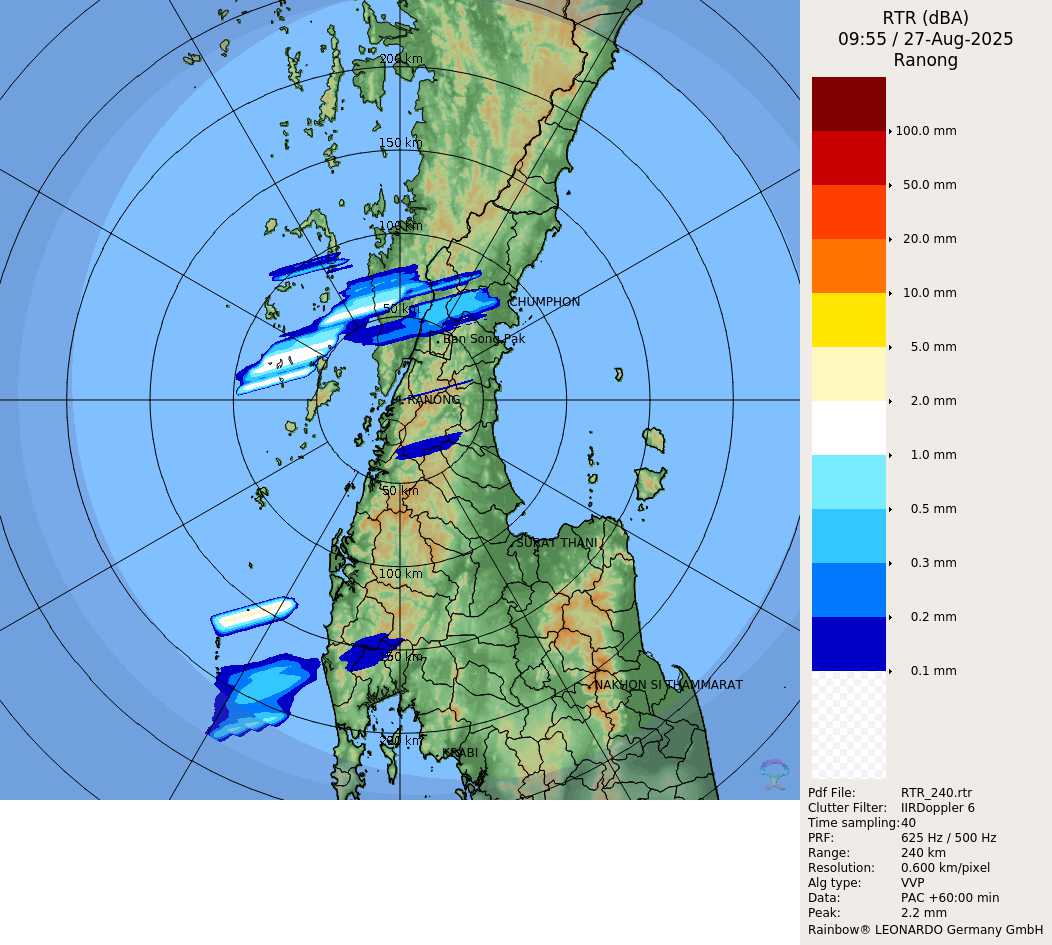 RTR (dBA)
09:55 / 27-Aug-2025
Ranong
200 km
150 km
100 km
50 km
CHUMPHON
Ban Song Pak
RANONG
50 km
SURAT THANI
100 km
150 km
NAKHON SI THAMMARAT
200 km
KRABI
100.0 mm
50.0 mm
20.0 mm
10.0 mm
5.0 mm
2.0 mm
1.0 mm
0.5 mm
0.3 mm
0.2 mm
0.1 mm
Pdf File: RTR_240.rtr
Clutter Filter: IIRDoppler 6
Time sampling: 40
PRF: 625 Hz / 500 Hz
Range: 240 km
Resolution: 0.600 km/pixel
Alg type: VVP
Data: PAC +60:00 min
Peak: 2.2 mm
Rainbow® LEONARDO Germany GmbH